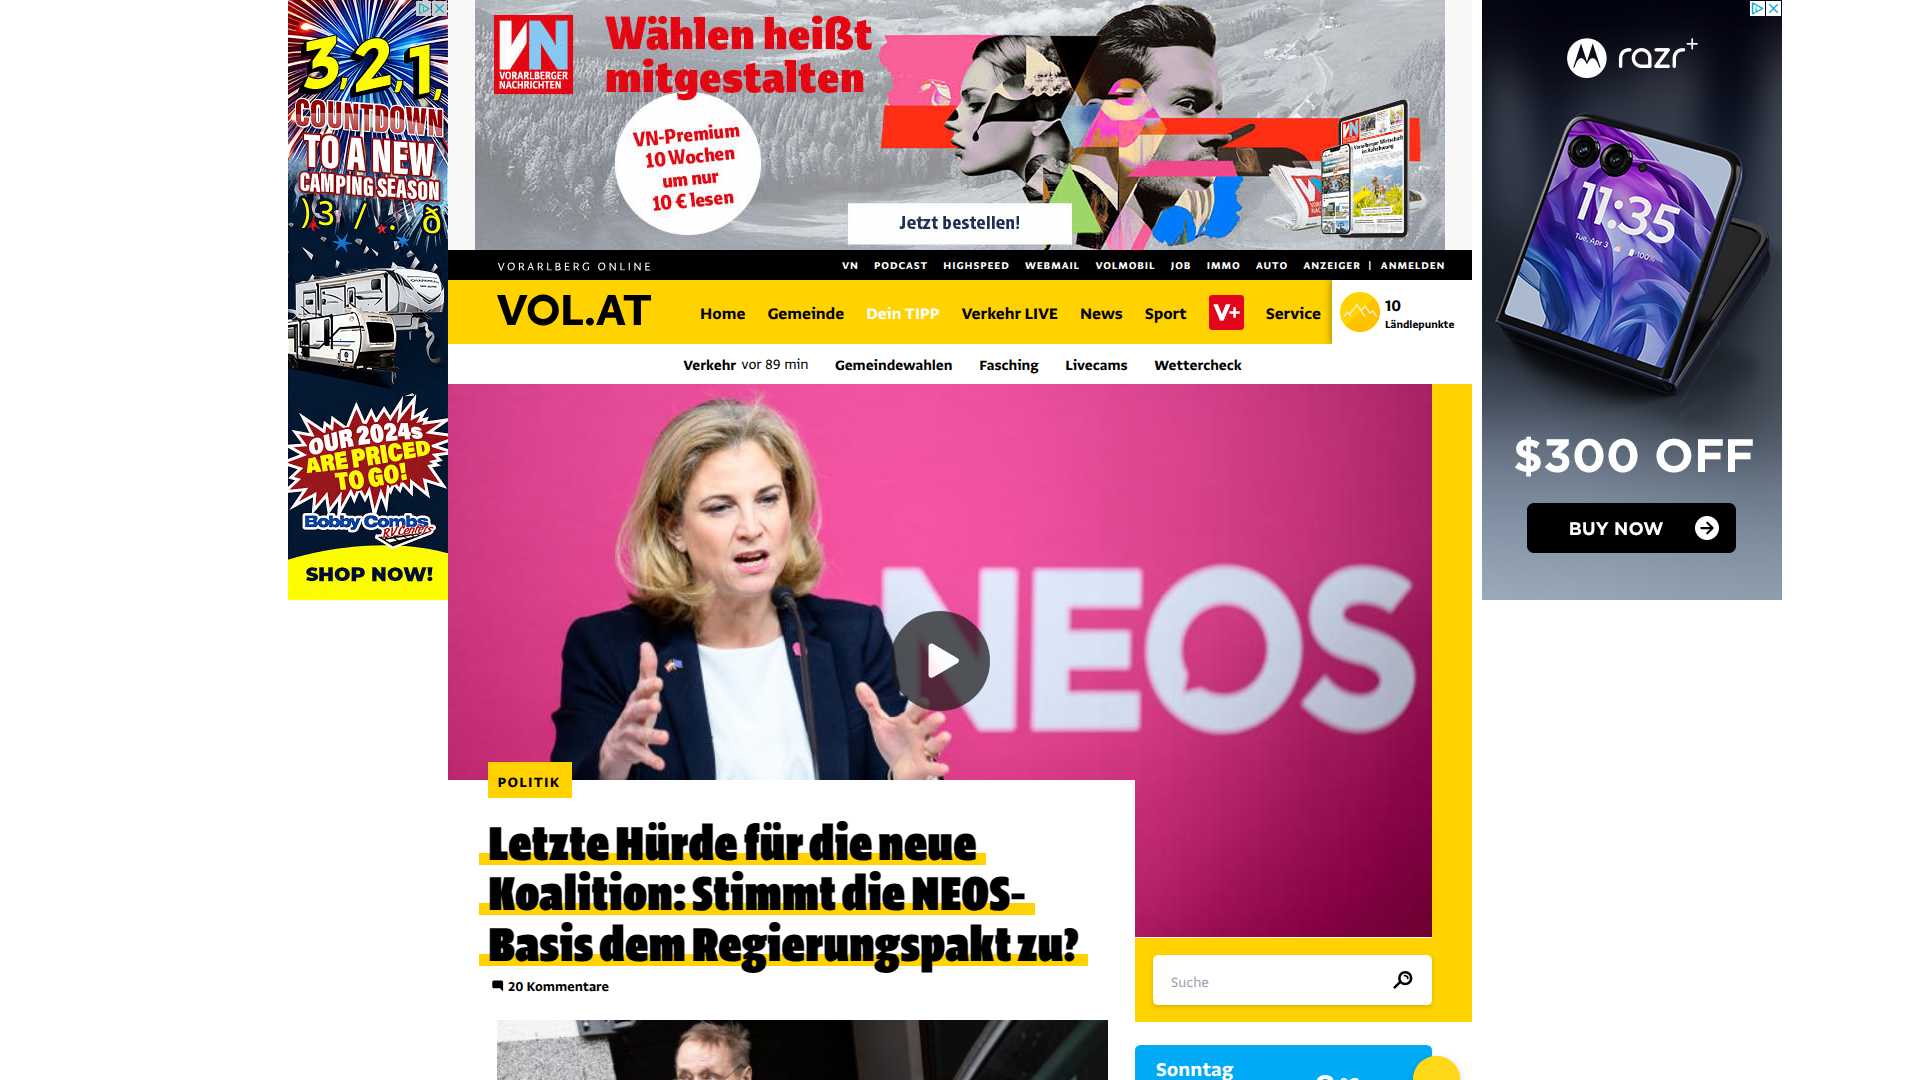 3,2,1,
COUNTDOWN
TO A NEW
CAMPING SEASON
OUR 2024s
ARE PRICED
TO GO!
Bobby Combs
RV Centers
SHOP NOW!
VN
VORARLBERGER
NACHRICHTEN
Wählen heißt
mitgestalten
VN-Premium
10 Wochen
um nur
10 € lesen
Jetzt bestellen!
razr+
11:35
Tue, Apr 3
100%
$300 OFF
BUY NOW
VORARLBERG ONLINE
VN PODCAST HIGHSPEED WEBMAIL VOLMOBIL JOB IMMO AUTO ANZEIGER | ANMELDEN
VOL.AT
Home Gemeinde Dein TIPP Verkehr LIVE News Sport V+ Service
10
Ländlepunkte
Verkehr vor 89 min Gemeindewahlen Fasching Livecams Wettercheck
NEOS
POLITIK
Letzte Hürde für die neue
Koalition: Stimmt die NEOS-
Basis dem Regierungspakt zu?
20 Kommentare
Suche
Sonntag